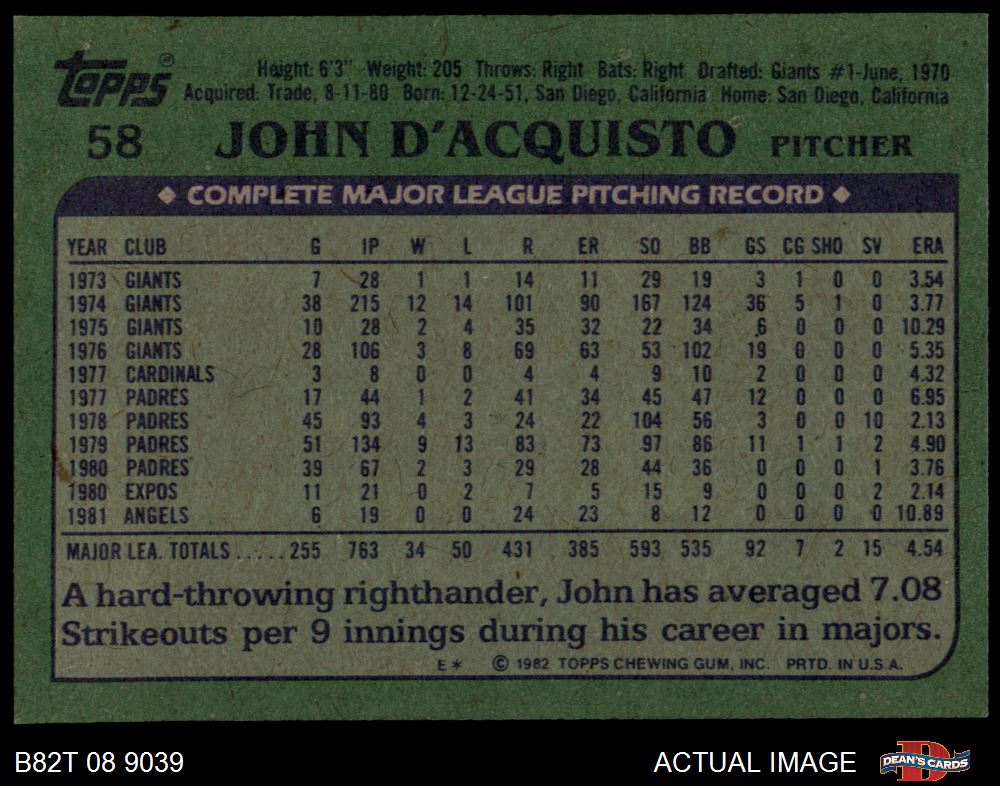 Topps®
Height: 6'3" Weight: 205 Throws: Right Bats: Right Drafted: Giants #1-June, 1970
Acquired: Trade, 8-11-80 Born: 12-24-51, San Diego, California Home: San Diego, California
58 JOHN D'ACQUISTO PITCHER
◆ COMPLETE MAJOR LEAGUE PITCHING RECORD ◆
YEAR CLUB G IP W L R ER SO BB GS CG SHO SV ERA
1973 GIANTS 7 28 1 1 14 11 29 19 3 1 0 0 3.54
1974 GIANTS 38 215 12 14 101 90 167 124 36 5 1 0 3.77
1975 GIANTS 10 28 2 4 35 32 22 34 6 0 0 0 10.29
1976 GIANTS 28 106 3 8 69 63 53 102 19 0 0 0 5.35
1977 CARDINALS 3 8 0 0 4 4 9 10 2 0 0 0 4.32
1977 PADRES 17 44 1 2 41 34 45 47 12 0 0 0 6.95
1978 PADRES 45 93 4 3 24 22 104 56 3 0 0 10 2.13
1979 PADRES 51 134 9 13 83 73 97 86 11 1 1 2 4.90
1980 PADRES 39 67 2 3 29 28 44 36 0 0 0 1 3.76
1980 EXPOS 11 21 0 2 7 5 15 9 0 0 0 2 2.14
1981 ANGELS 6 19 0 0 24 23 8 12 0 0 0 0 10.89
MAJOR LEA. TOTALS ..... 255 763 34 50 431 385 593 535 92 7 2 15 4.54
A hard-throwing righthander, John has averaged 7.08
Strikeouts per 9 innings during his career in majors.
E* © 1982 TOPPS CHEWING GUM, INC. PRTD. IN U.S.A.
B82T 08 9039 ACTUAL IMAGE DEAN'S CARDS